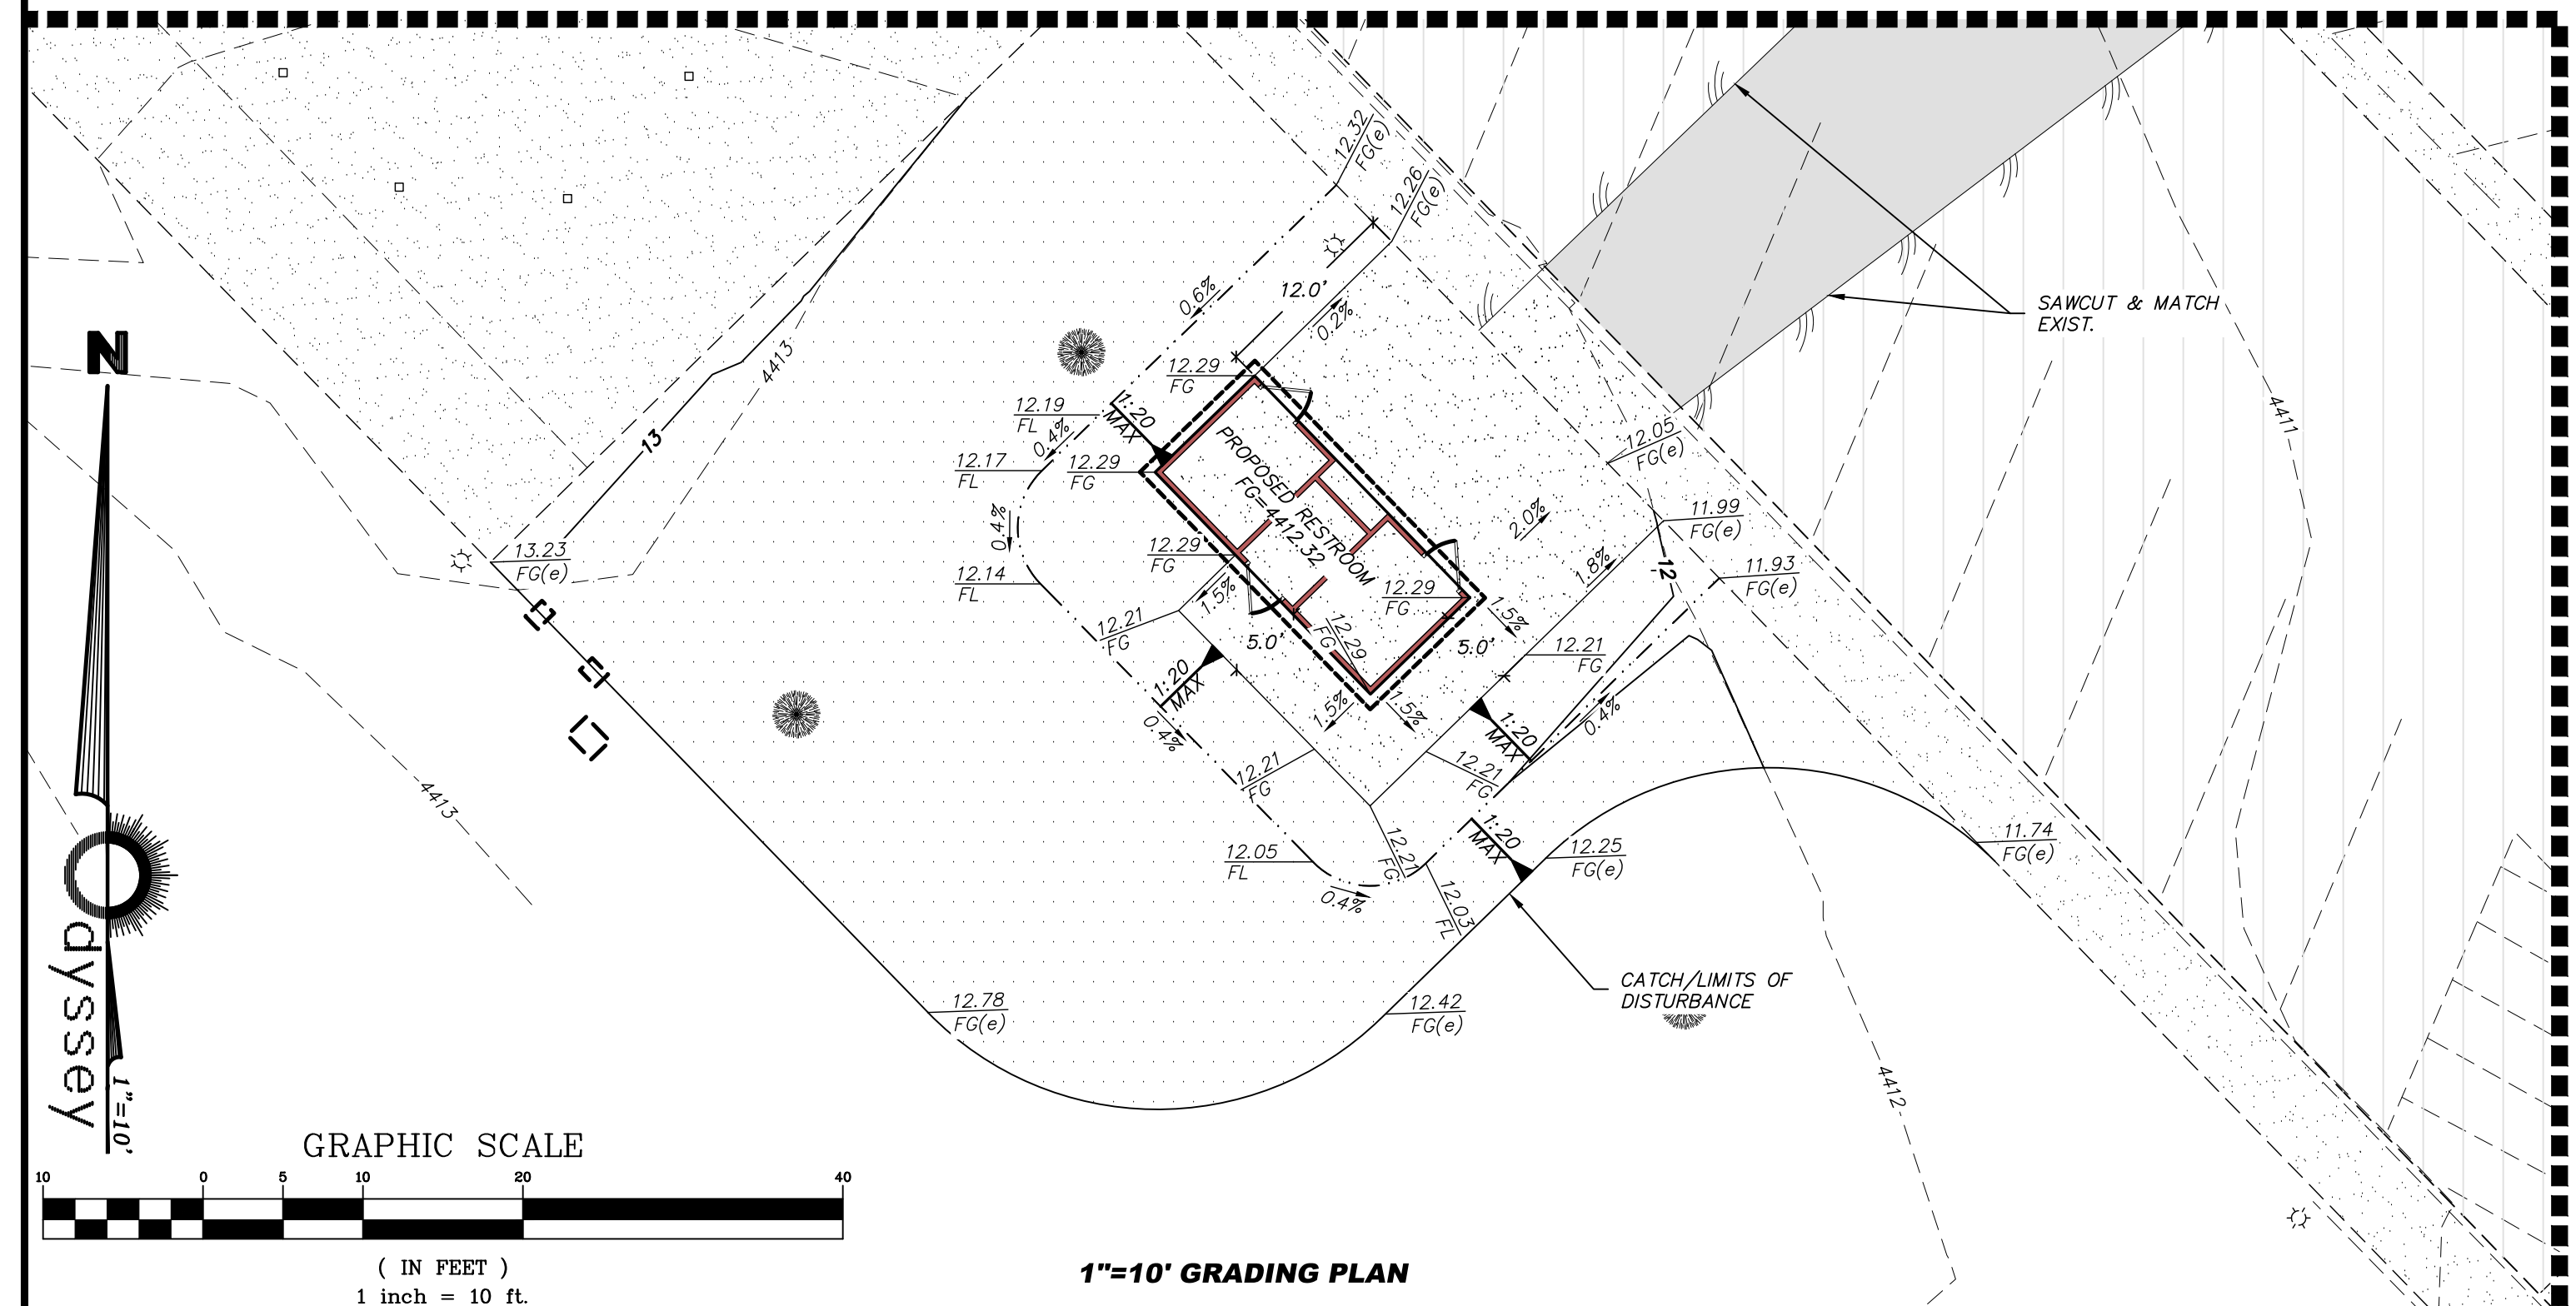 12.32
FG(e)
12.26
FG(e)
0.6%
12.0'
0.2%
SAWCUT & MATCH
EXIST.
N
4413
13
12.29
FG
12.19
FL
1:20
MAX
0.4%
12.17
FL
12.29
FG
PROPOSED RESTROOM
FG=4412.32
12.05
FG(e)
4411
0.4%
2.0%
11.99
FG(e)
13.23
FG(e)
12.29
FG
12.14
FL
1.5%
12.29
FG
1.8%
12
11.93
FG(e)
12.21
FG
5.0'
12.29
FG
1.5%
5.0'
12.21
FG
1:20
MAX
0.4%
1.5%
1.5%
1:20
MAX
0.4%
4413
12.21
FG
12.21
FG
12.05
FL
12.21
FG
1:20
MAX
12.25
FG(e)
11.74
FG(e)
0.4%
12.03
FL
CATCH/LIMITS OF
DISTURBANCE
12.78
FG(e)
12.42
FG(e)
4412
dyssey
1"=10'
GRAPHIC SCALE
10 0 5 10 20 40
( IN FEET )
1 inch = 10 ft.
1"=10' GRADING PLAN